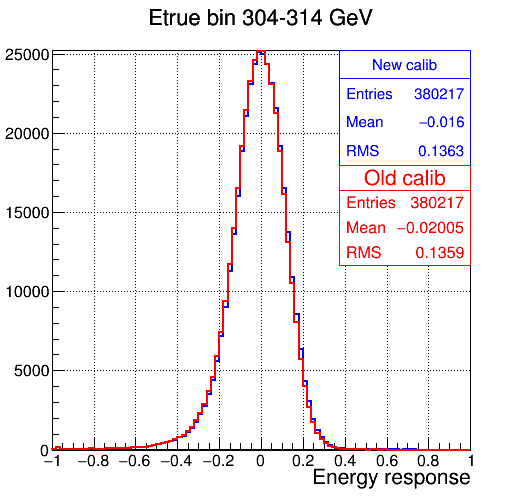 Etrue bin 304-314 GeV
New calib
Entries 380217
Mean −0.016
RMS 0.1363
Old calib
Entries 380217
Mean −0.02005
RMS 0.1359
25000
20000
15000
10000
5000
0
−1 −0.8 −0.6 −0.4 −0.2 0 0.2 0.4 0.6 0.8 1
Energy response